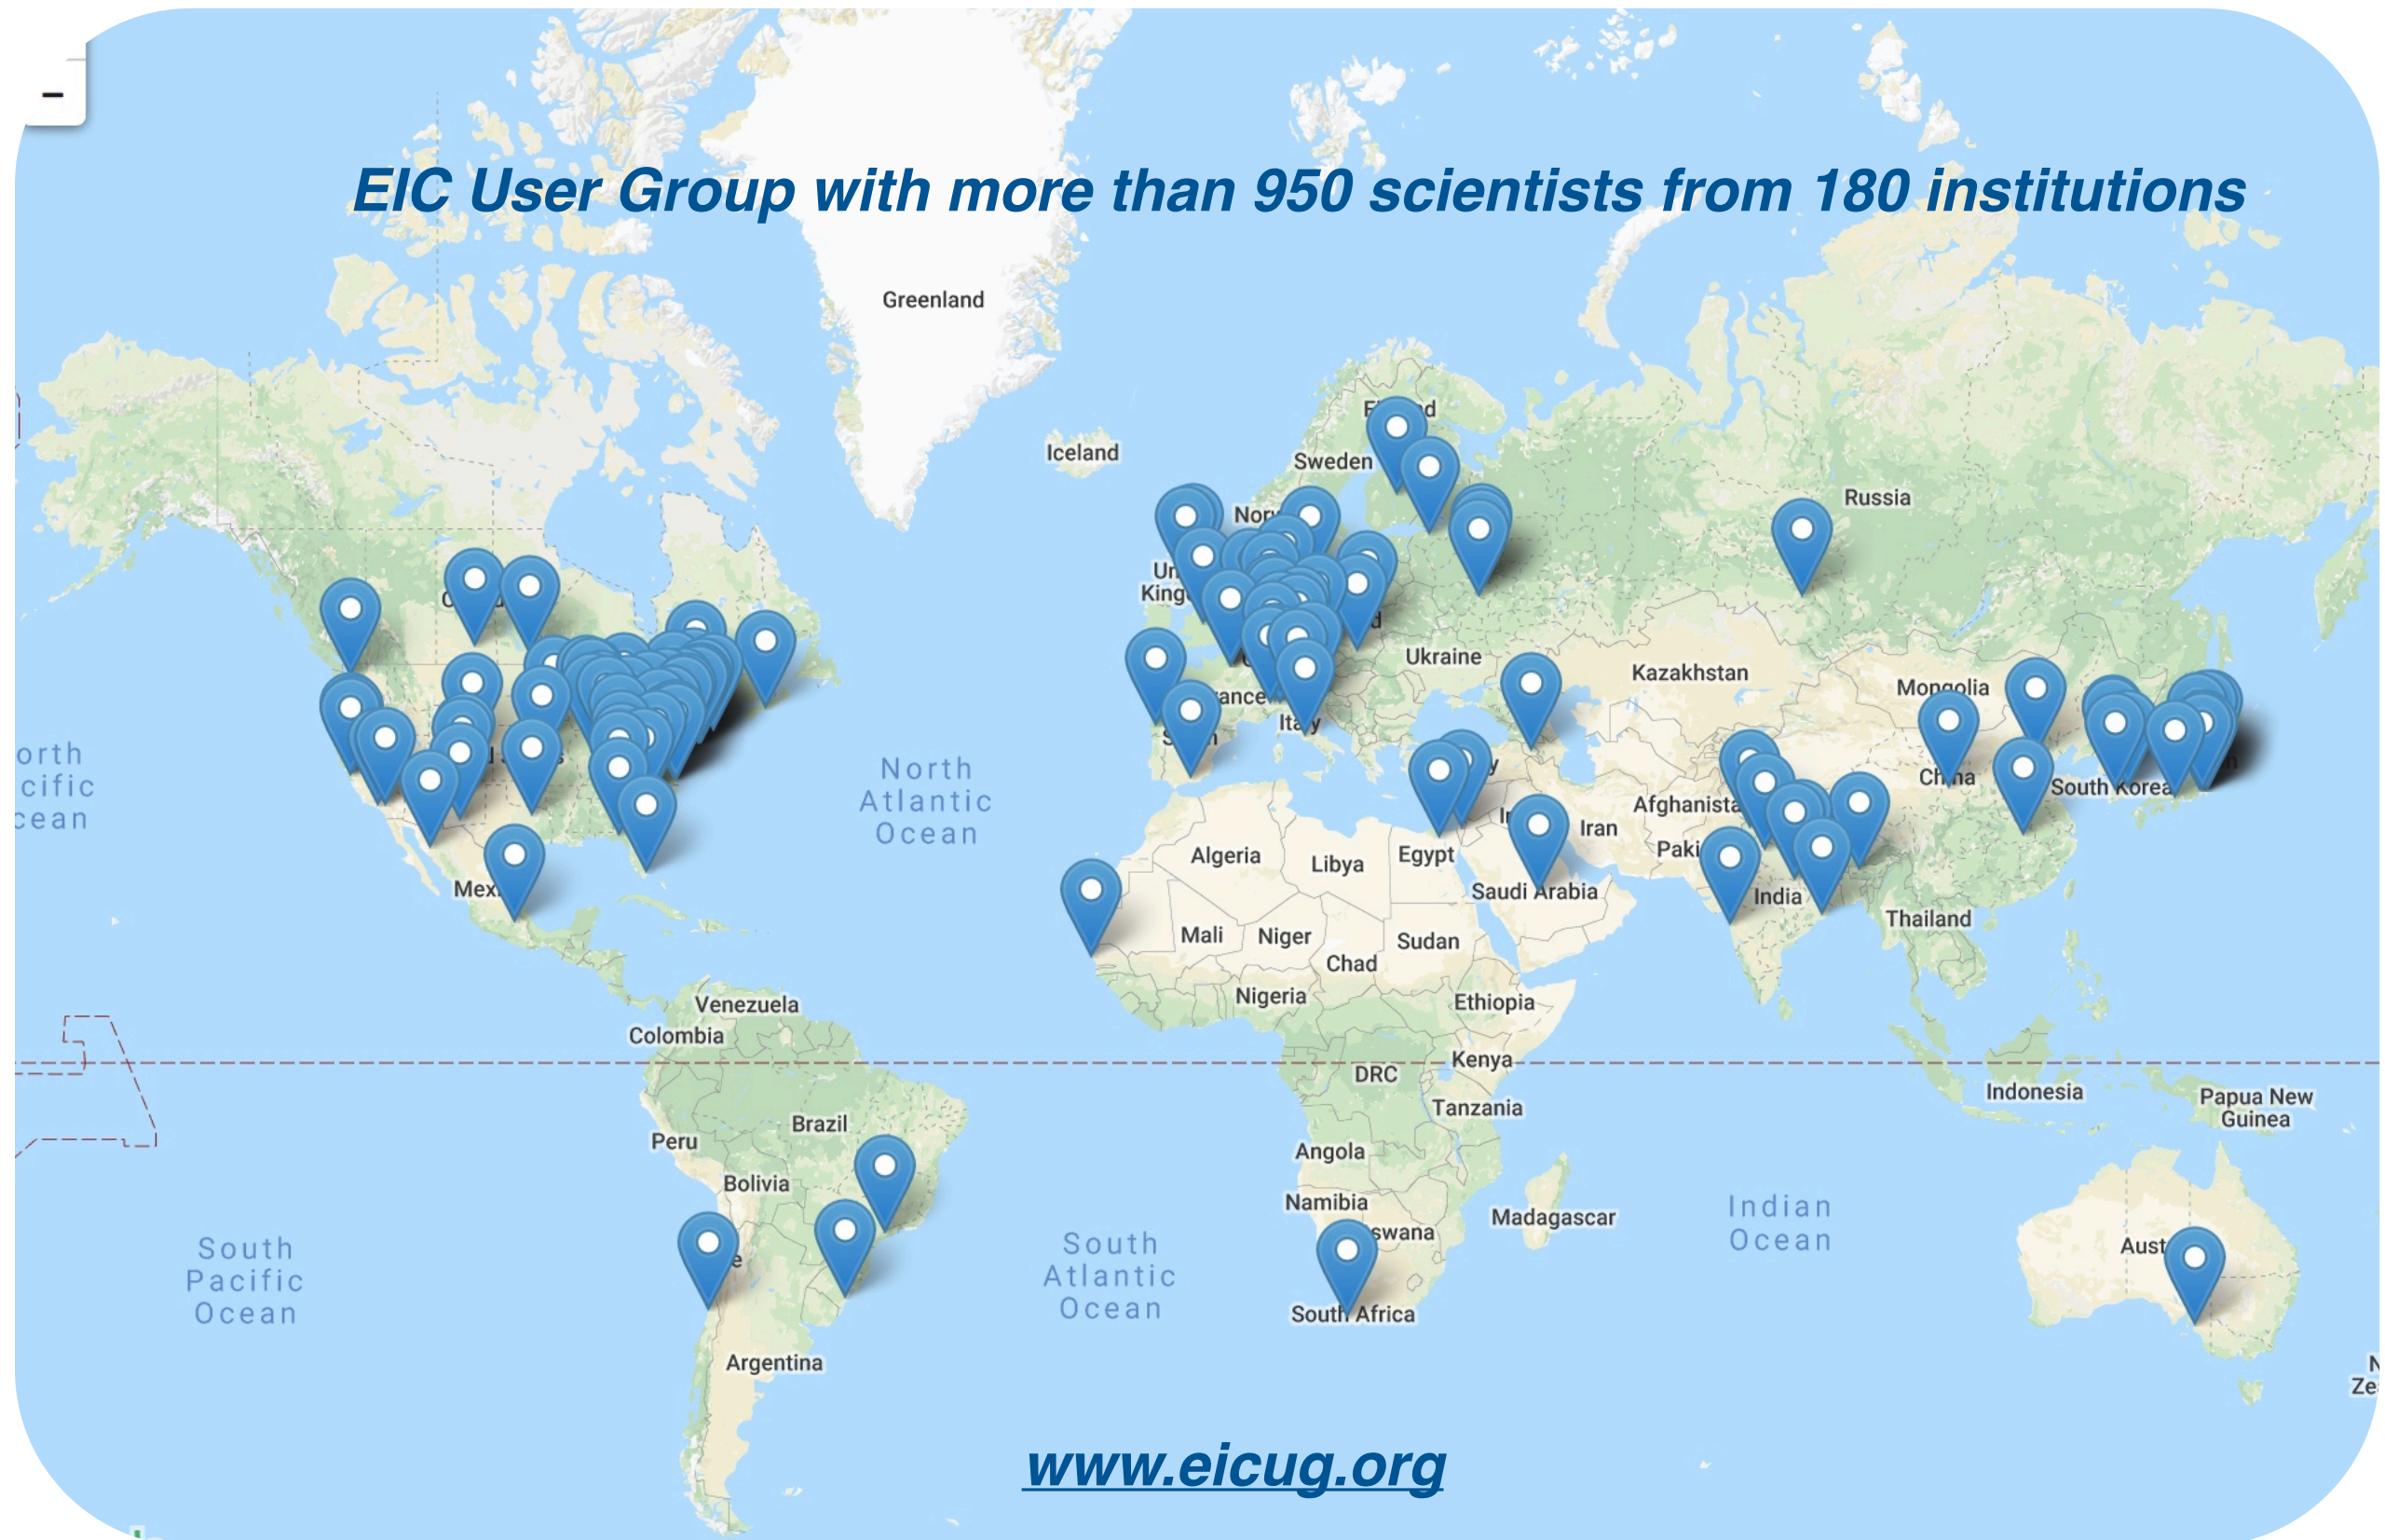 EIC User Group with more than 950 scientists from 180 institutions
Greenland
Iceland
Sweden
Russia
Ukraine
Kazakhstan
Mongolia
Italy
North
Atlantic
Ocean
South Korea
Afghanista
Iran
Algeria
Libya
Egypt
Saudi Arabia
India
Thailand
Mali
Niger
Sudan
Chad
Nigeria
Ethiopia
Venezuela
Colombia
Kenya
DRC
Tanzania
Indonesia
Papua New
Guinea
Brazil
Peru
Bolivia
Angola
Namibia
Madagascar
Indian
Ocean
South
Pacific
Ocean
South
Atlantic
Ocean
South Africa
Argentina
www.eicug.org